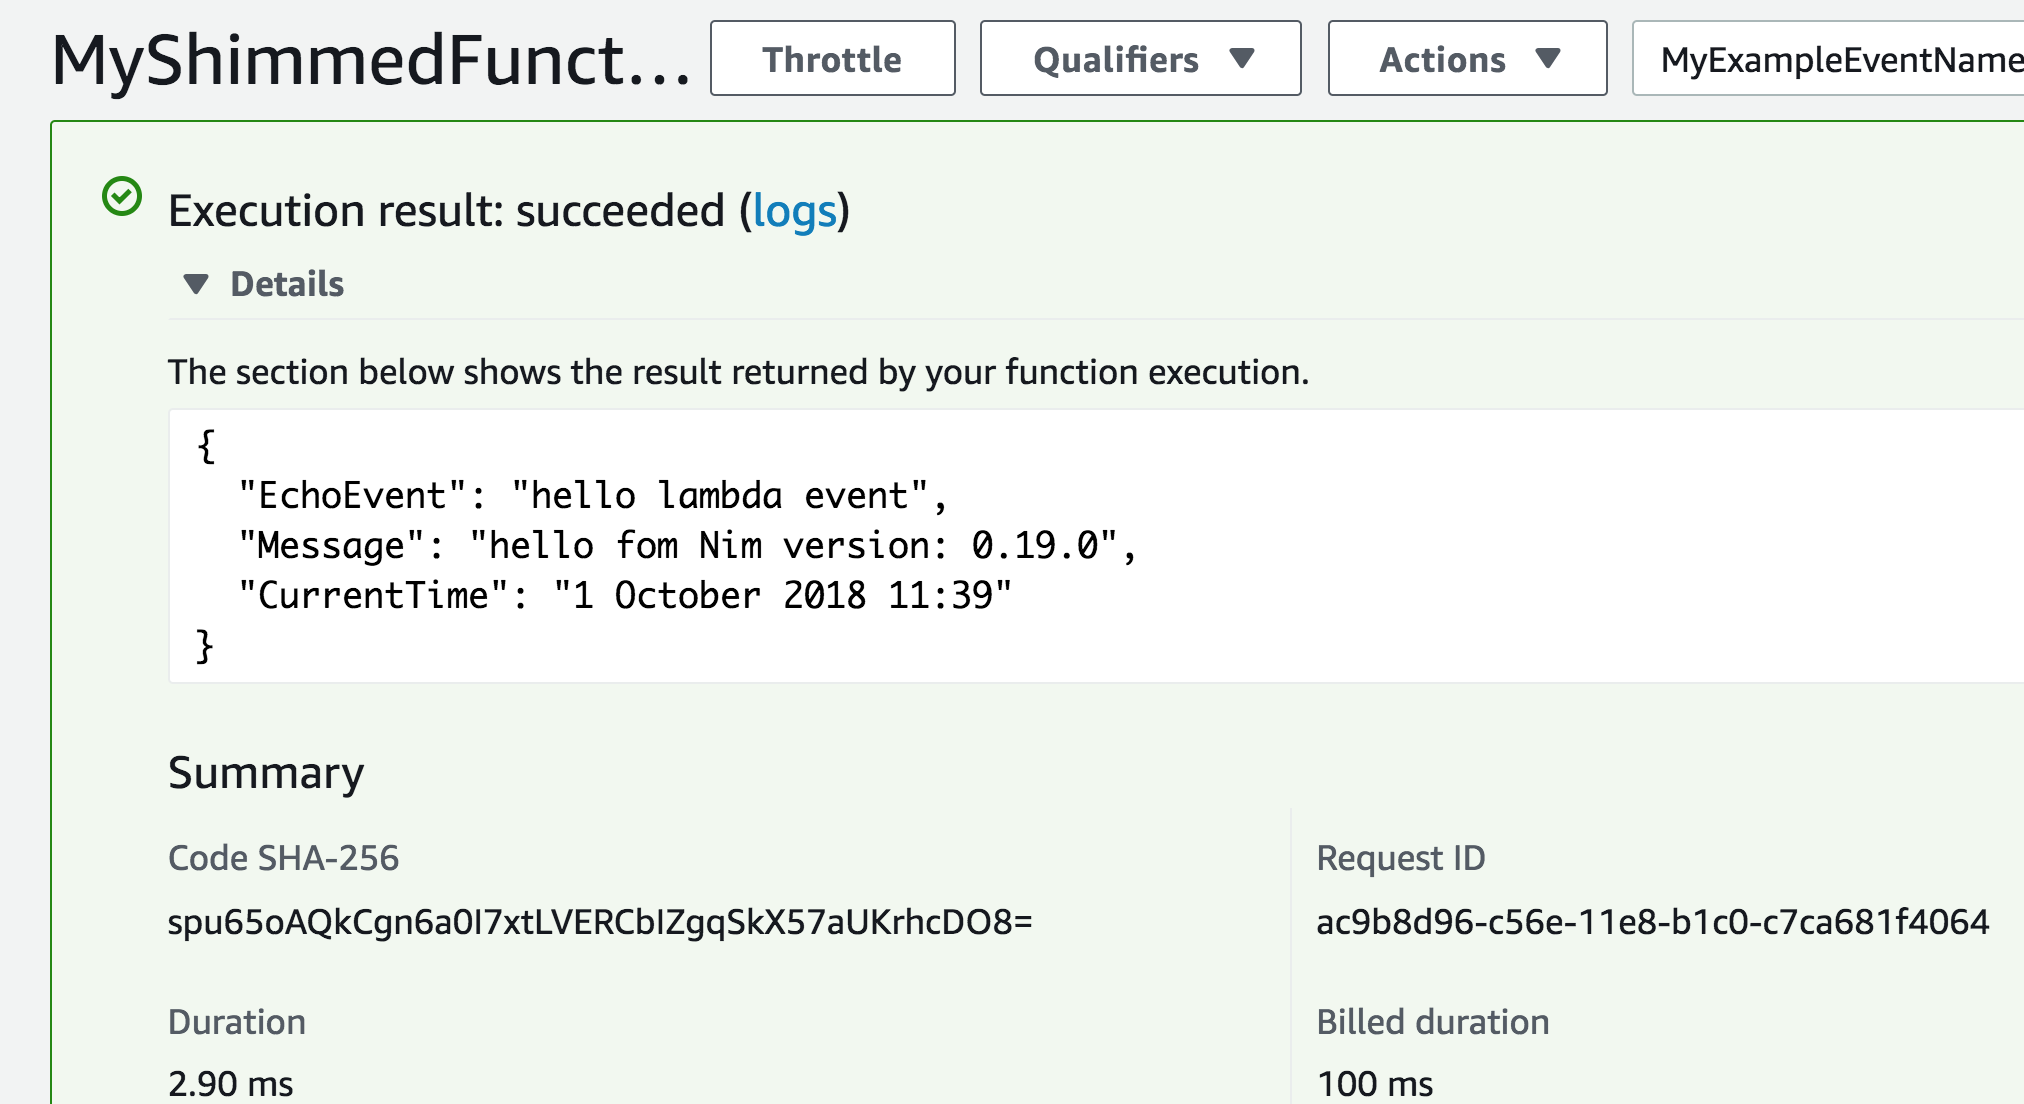 MyShimmedFunct... Throttle Qualifiers Actions MyExampleEventName
Execution result: succeeded (logs)
Details
The section below shows the result returned by your function execution.
{
"EchoEvent": "hello lambda event",
"Message": "hello fom Nim version: 0.19.0",
"CurrentTime": "1 October 2018 11:39"
}
Summary
Code SHA-256
spu65oAQkCgn6a0I7xtLVERCbIZgqSkX57aUKrhcDO8=
Request ID
ac9b8d96-c56e-11e8-b1c0-c7ca681f4064
Duration
2.90 ms
Billed duration
100 ms